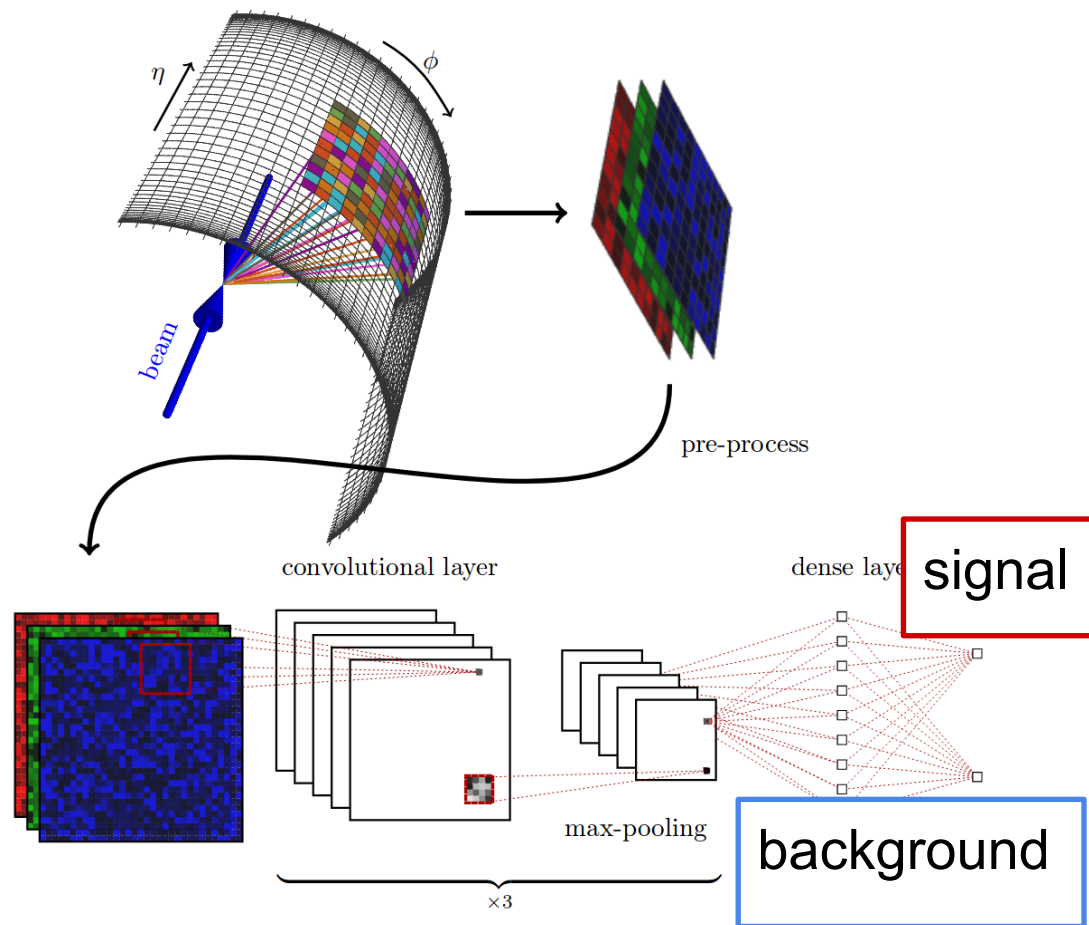 η
ϕ
beam
pre-process
convolutional layer
dense laye
signal
max-pooling
background
×3